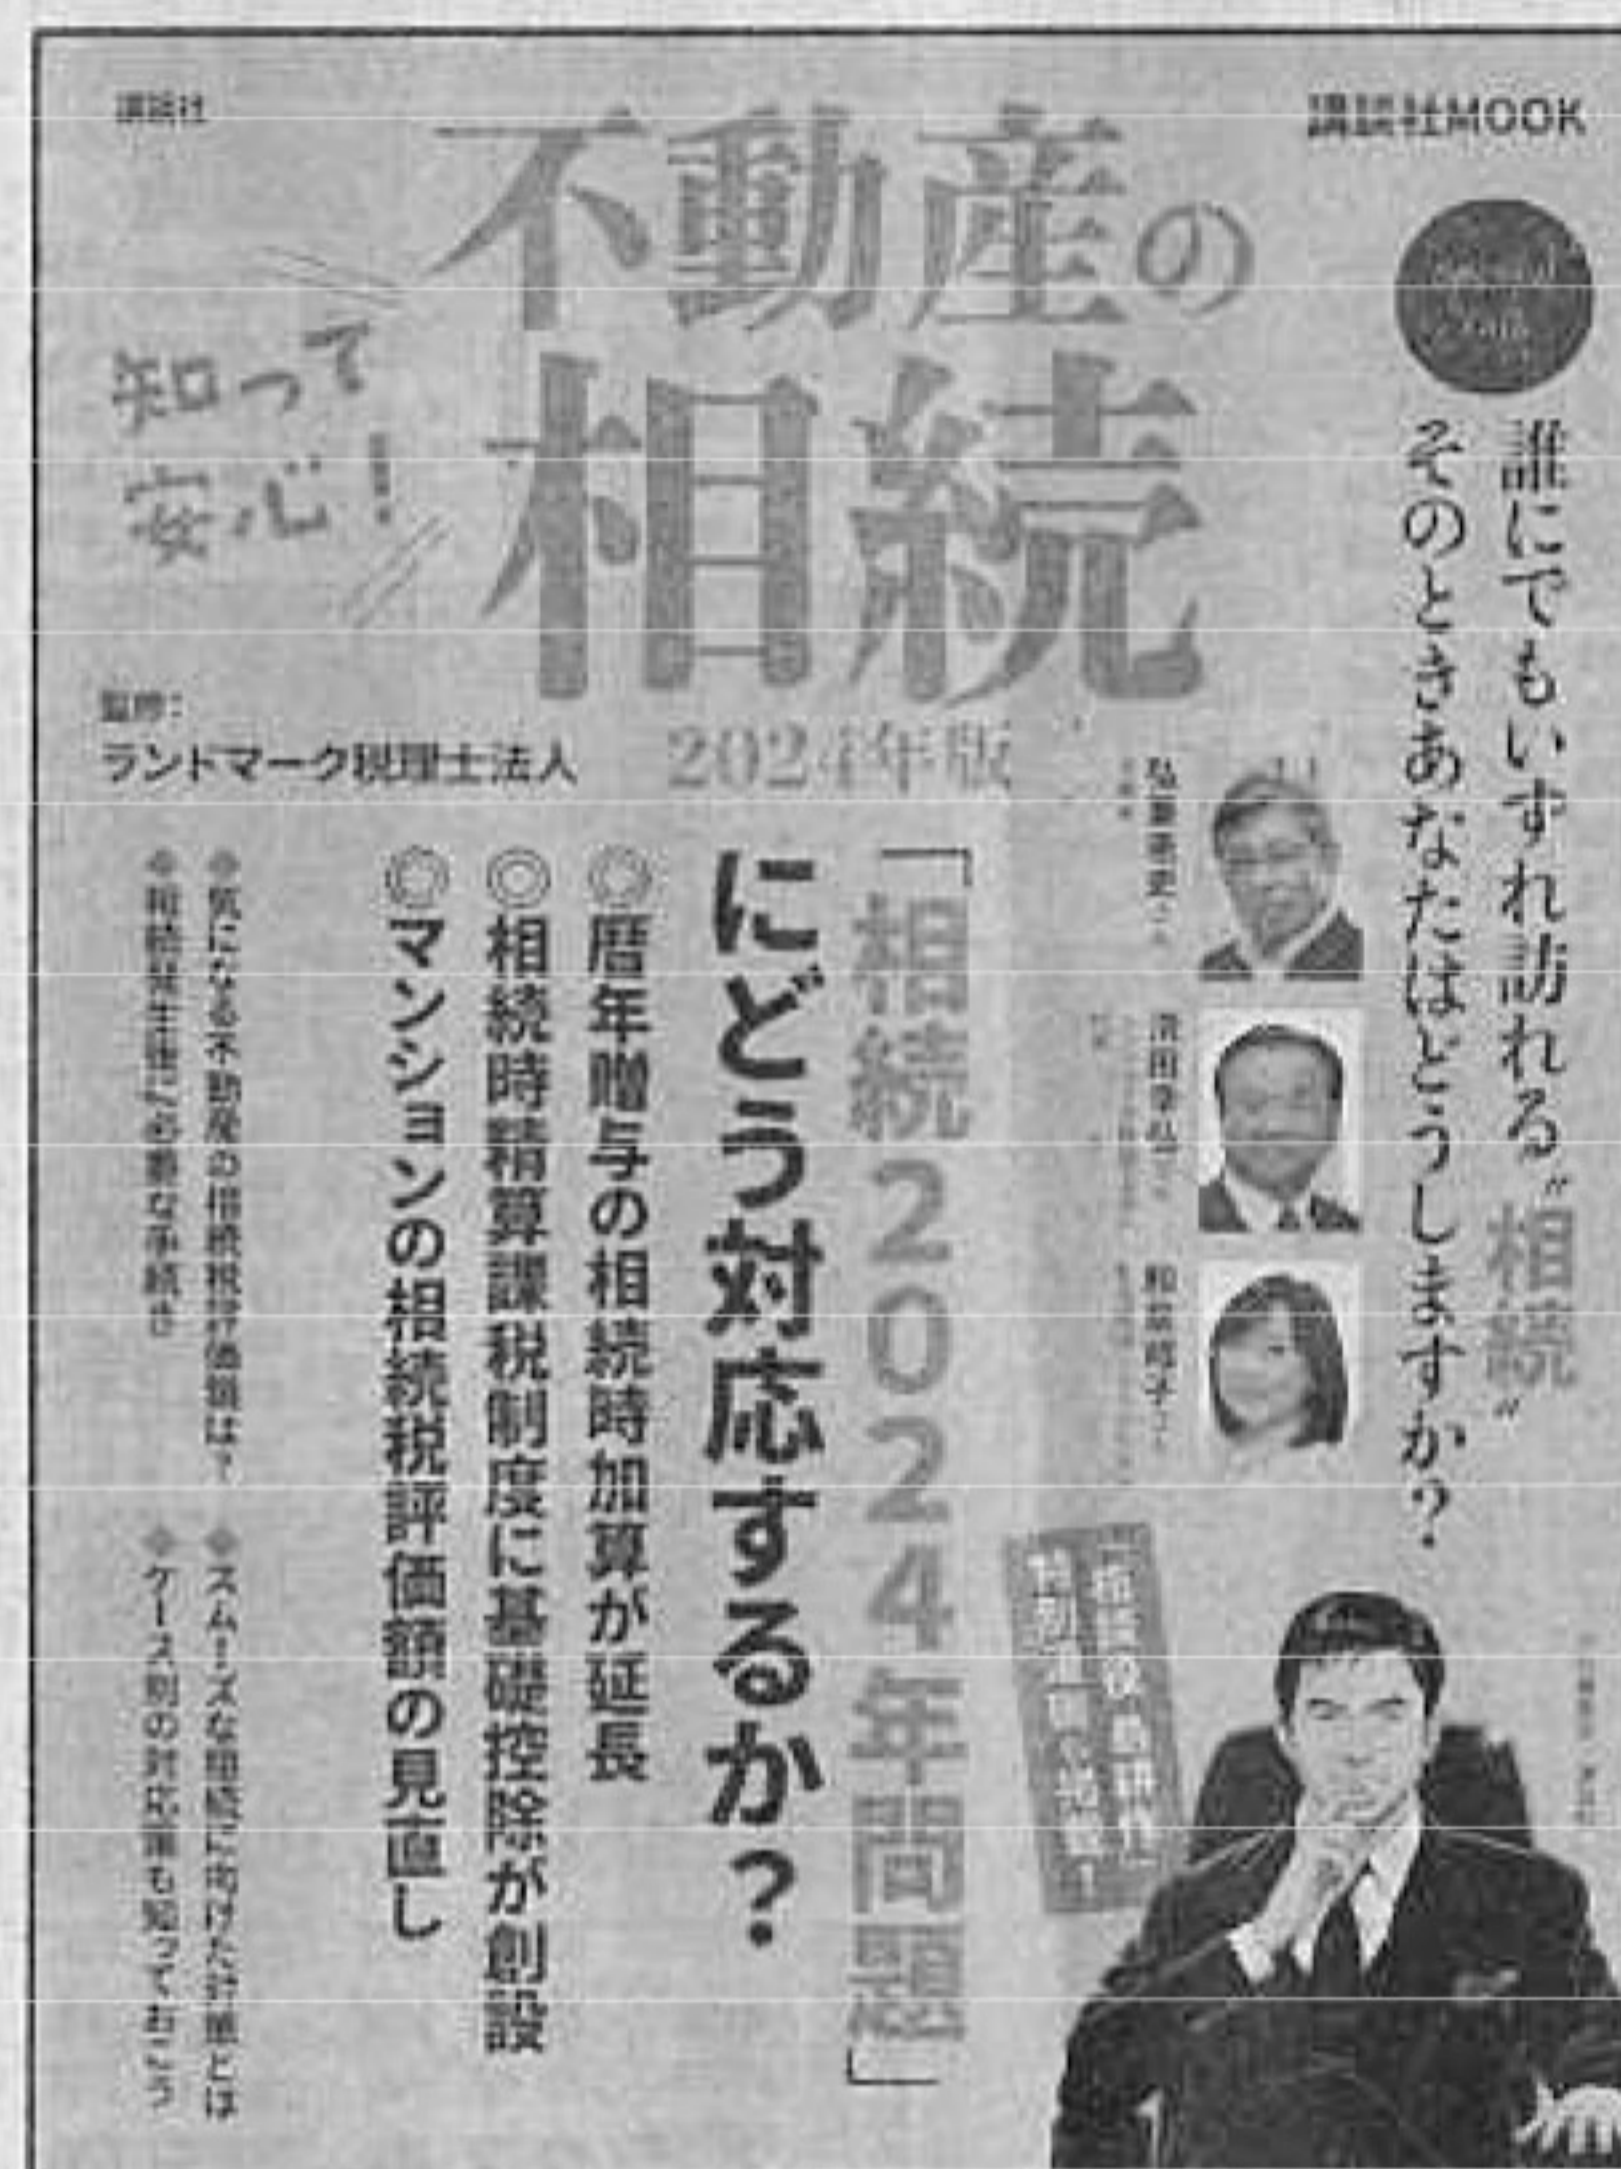 講談社
講談社MOOK
不動産の
相続
知って
安心！
監修：
ランドマーク税理士法人
2024年版
誰にでもいずれ訪れる〝相続〟
そのときあなたはどうしますか？
「相続2024年問題」
にどう対応するか？
◎暦年贈与の相続時加算が延長
◎相続時精算課税制度に基礎控除が創設
◎マンションの相続税評価額の見直し
◆気になる不動産の相続税評価額は？
◆相続発生後に必要な手続き
◆スムーズな相続に向けた準備とは
◆ケース別の対応策も知っておこう